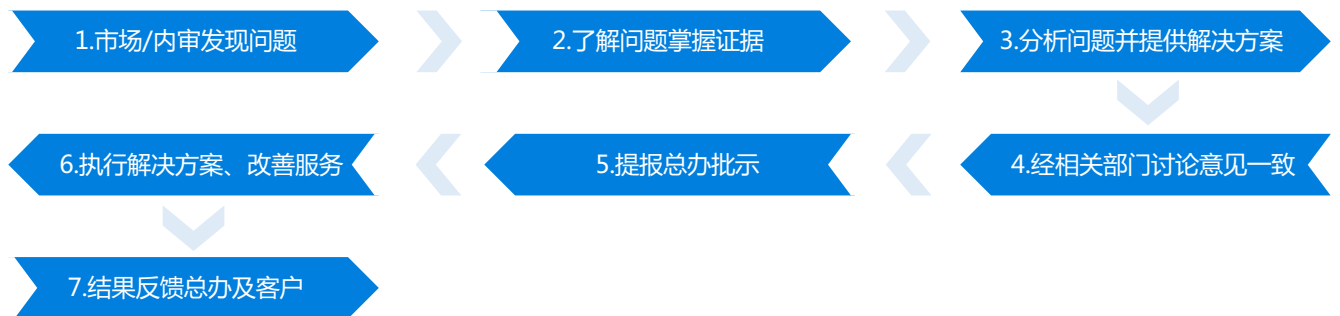 1.市场/内审发现问题
2.了解问题掌握证据
3.分析问题并提供解决方案
4.经相关部门讨论意见一致
5.提报总办批示
6.执行解决方案、改善服务
7.结果反馈总办及客户